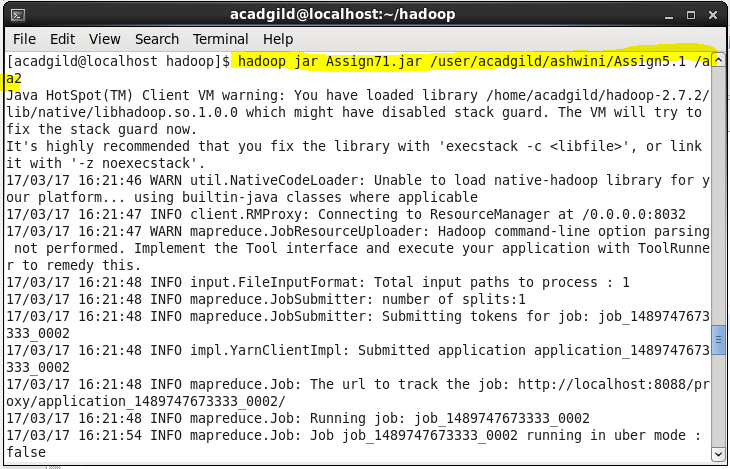 acadgild@localhost:~/hadoop
File Edit View Search Terminal Help
[acadgild@localhost hadoop]$ hadoop jar Assign71.jar /user/acadgild/ashwini/Assign5.1 /a
a2
Java HotSpot(TM) Client VM warning: You have loaded library /home/acadgild/hadoop-2.7.2/
lib/native/libhadoop.so.1.0.0 which might have disabled stack guard. The VM will try to
fix the stack guard now.
It's highly recommended that you fix the library with 'execstack -c <libfile>', or link
it with '-z noexecstack'.
17/03/17 16:21:46 WARN util.NativeCodeLoader: Unable to load native-hadoop library for y
our platform... using builtin-java classes where applicable
17/03/17 16:21:47 INFO client.RMProxy: Connecting to ResourceManager at /0.0.0.0:8032
17/03/17 16:21:47 WARN mapreduce.JobResourceUploader: Hadoop command-line option parsing
 not performed. Implement the Tool interface and execute your application with ToolRunne
r to remedy this.
17/03/17 16:21:48 INFO input.FileInputFormat: Total input paths to process : 1
17/03/17 16:21:48 INFO mapreduce.JobSubmitter: number of splits:1
17/03/17 16:21:48 INFO mapreduce.JobSubmitter: Submitting tokens for job: job_1489747673
333_0002
17/03/17 16:21:48 INFO impl.YarnClientImpl: Submitted application application_1489747673
333_0002
17/03/17 16:21:48 INFO mapreduce.Job: The url to track the job: http://localhost:8088/pr
oxy/application_1489747673333_0002/
17/03/17 16:21:48 INFO mapreduce.Job: Running job: job_1489747673333_0002
17/03/17 16:21:54 INFO mapreduce.Job: Job job_1489747673333_0002 running in uber mode :
false